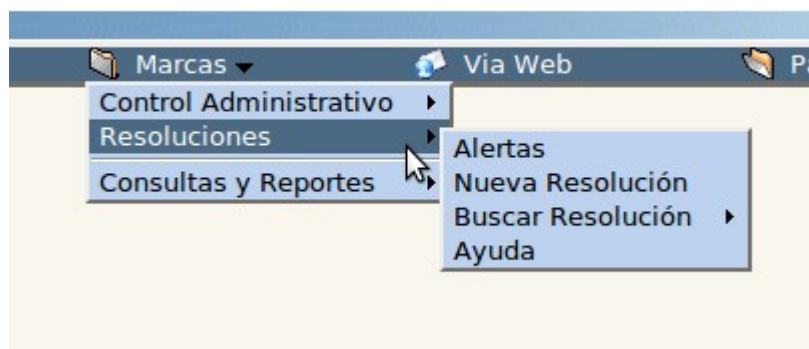 Marcas
Via Web
Control Administrativo
Resoluciones
Consultas y Reportes
Alertas
Nueva Resolución
Buscar Resolución
Ayuda